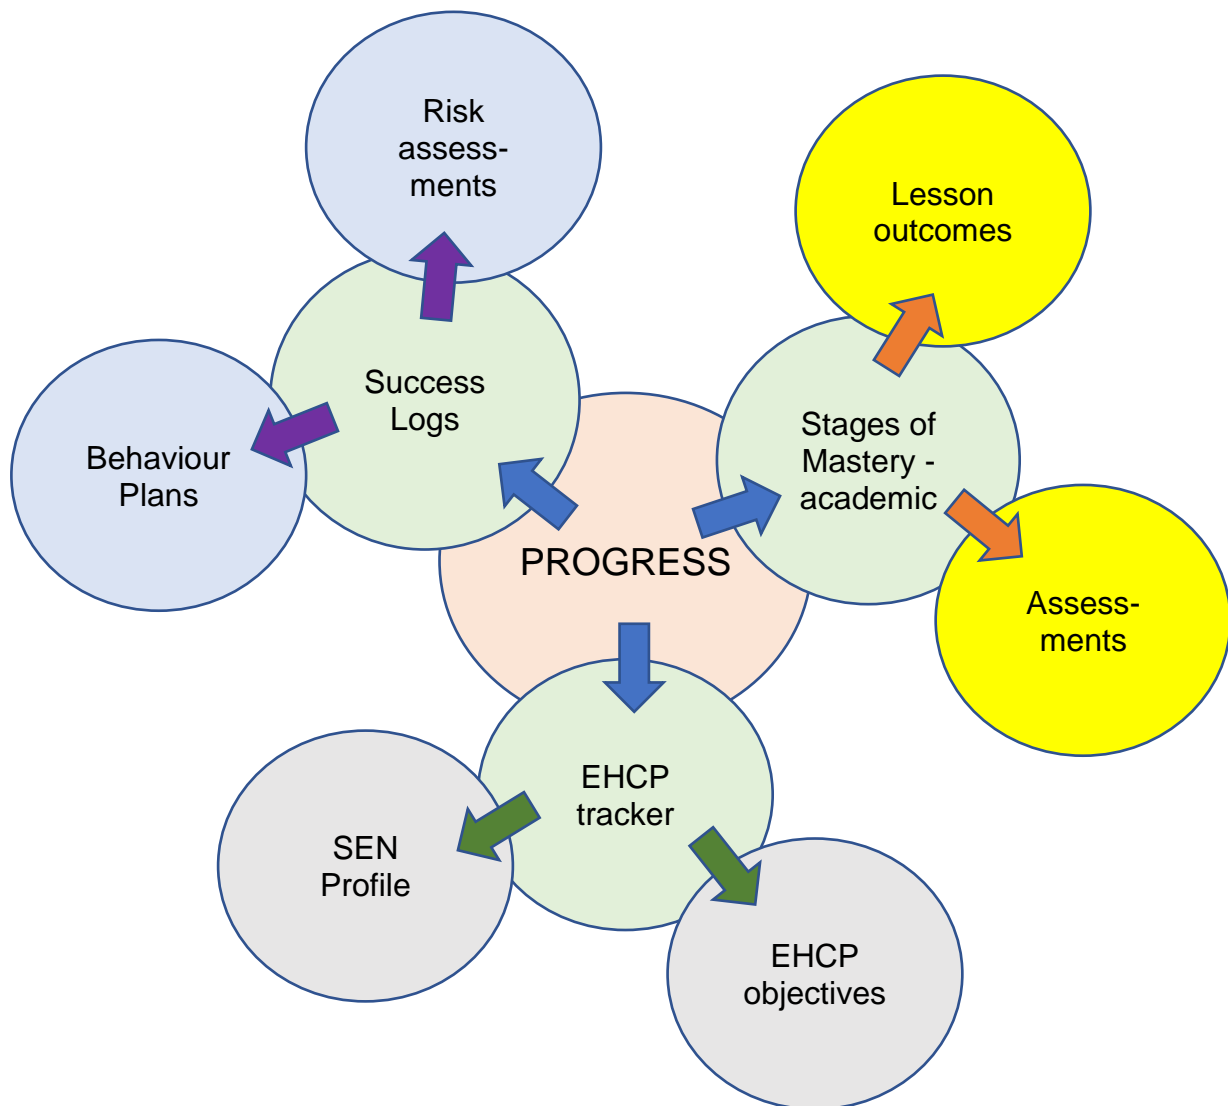 Risk
assess-
ments
Lesson
outcomes
Success
Logs
Stages of
Mastery -
academic
Behaviour
Plans
PROGRESS
Assess-
ments
EHCP
tracker
SEN
Profile
EHCP
objectives